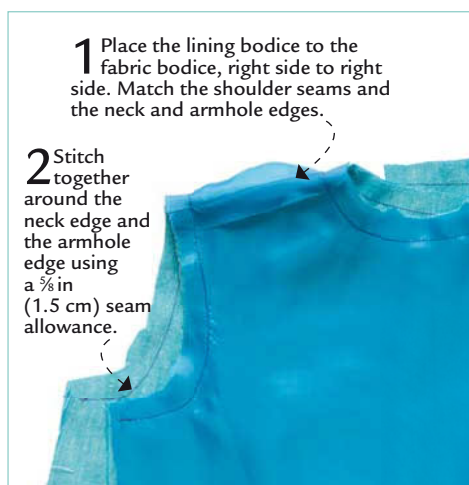 1 Place the lining bodice to the
fabric bodice, right side to right
side. Match the shoulder seams and
the neck and armhole edges.
2 Stitch
together
around the
neck edge and
the armhole
edge using
a ⅝ in
(1.5 cm) seam
allowance.